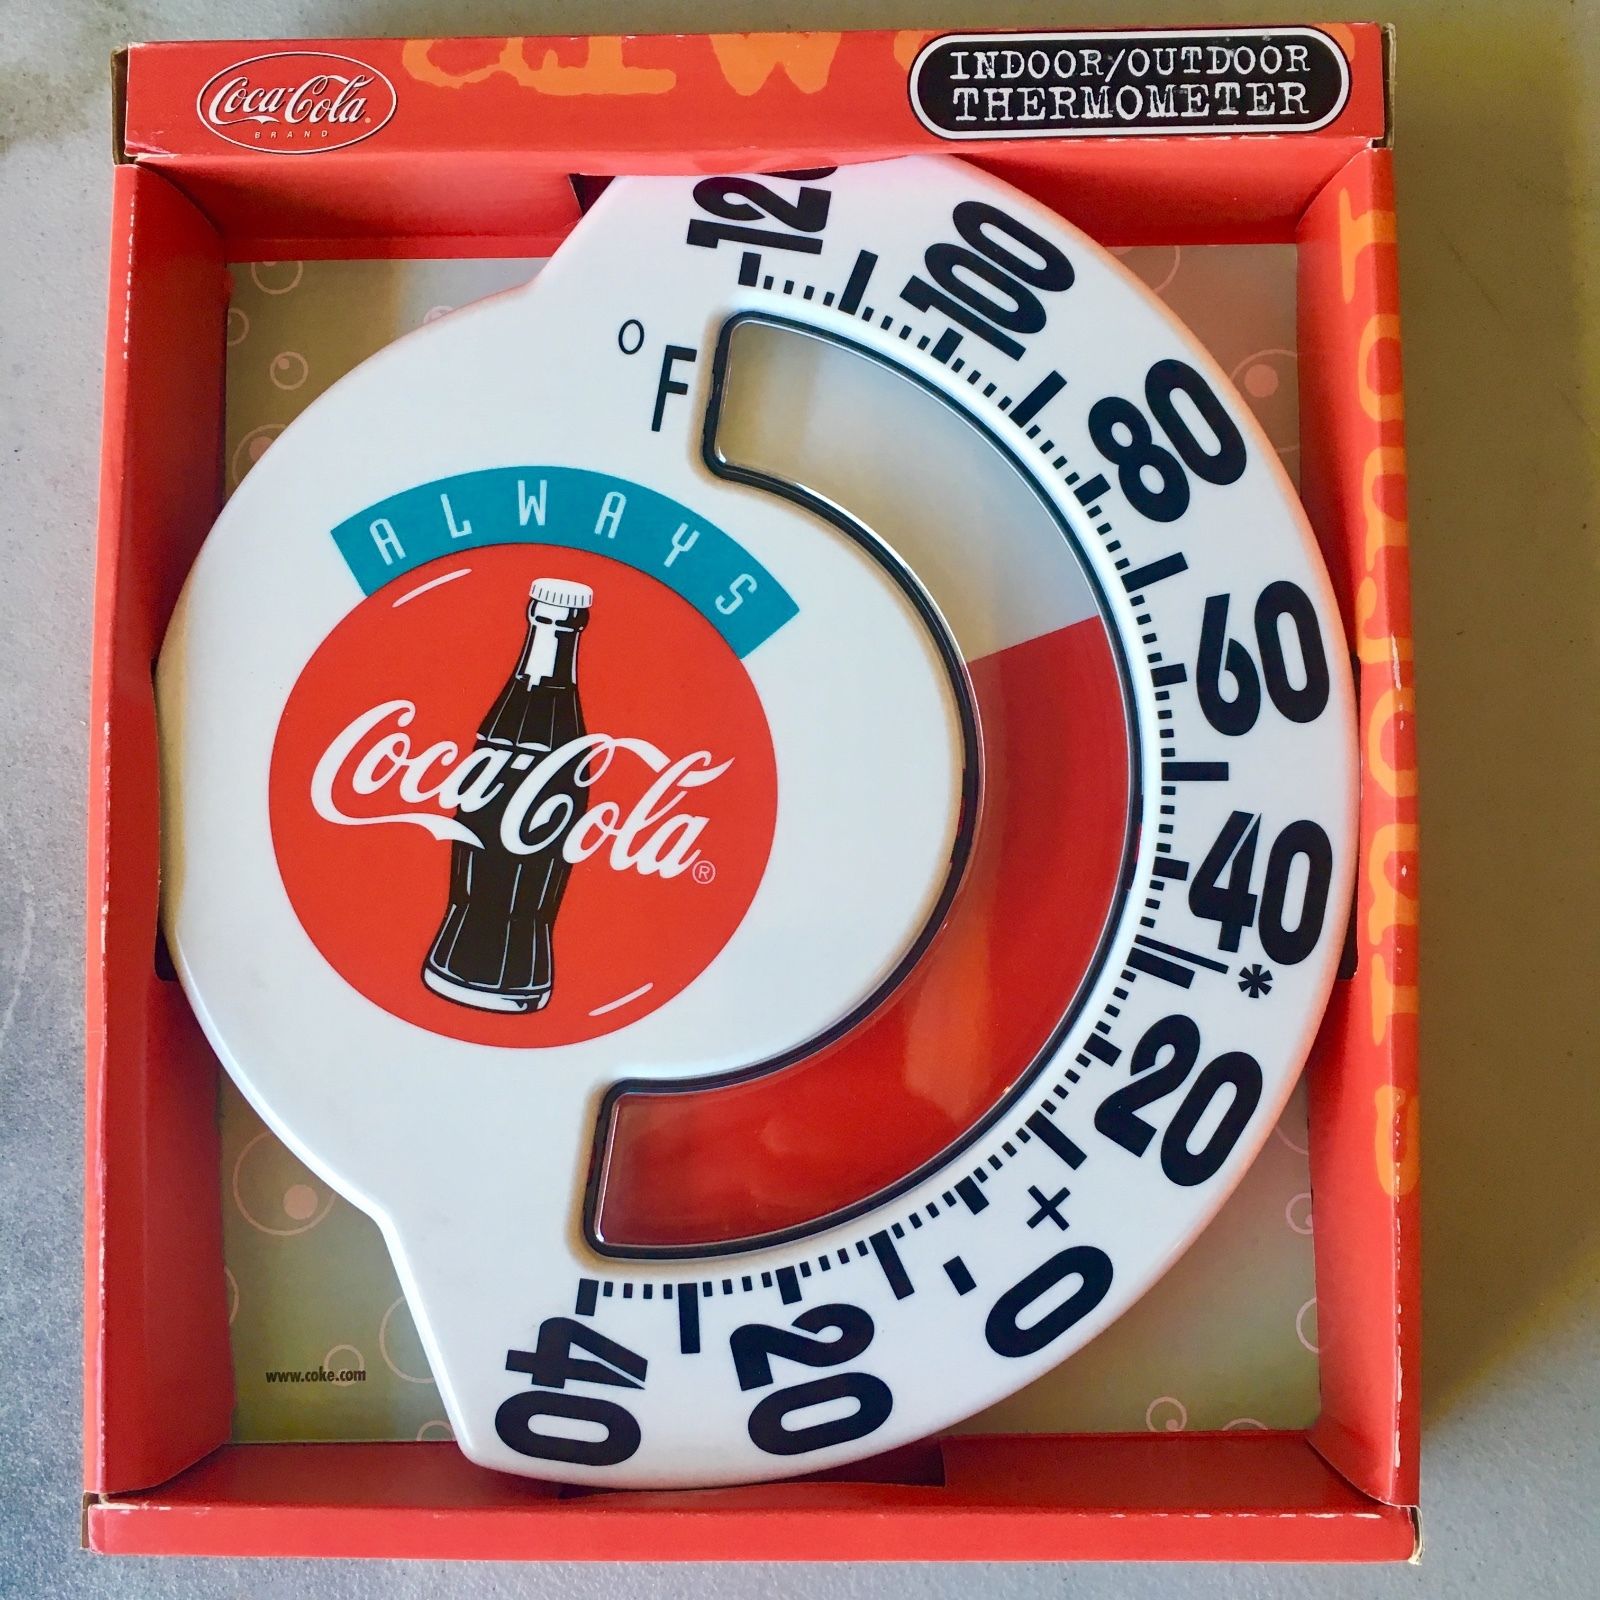 Coca-Cola
BRAND
INDOOR/OUTDOOR
THERMOMETER
120
100
80
60
40*
20
+
0
- 20
40
°F
ALWAYS
Coca-Cola®
www.coke.com